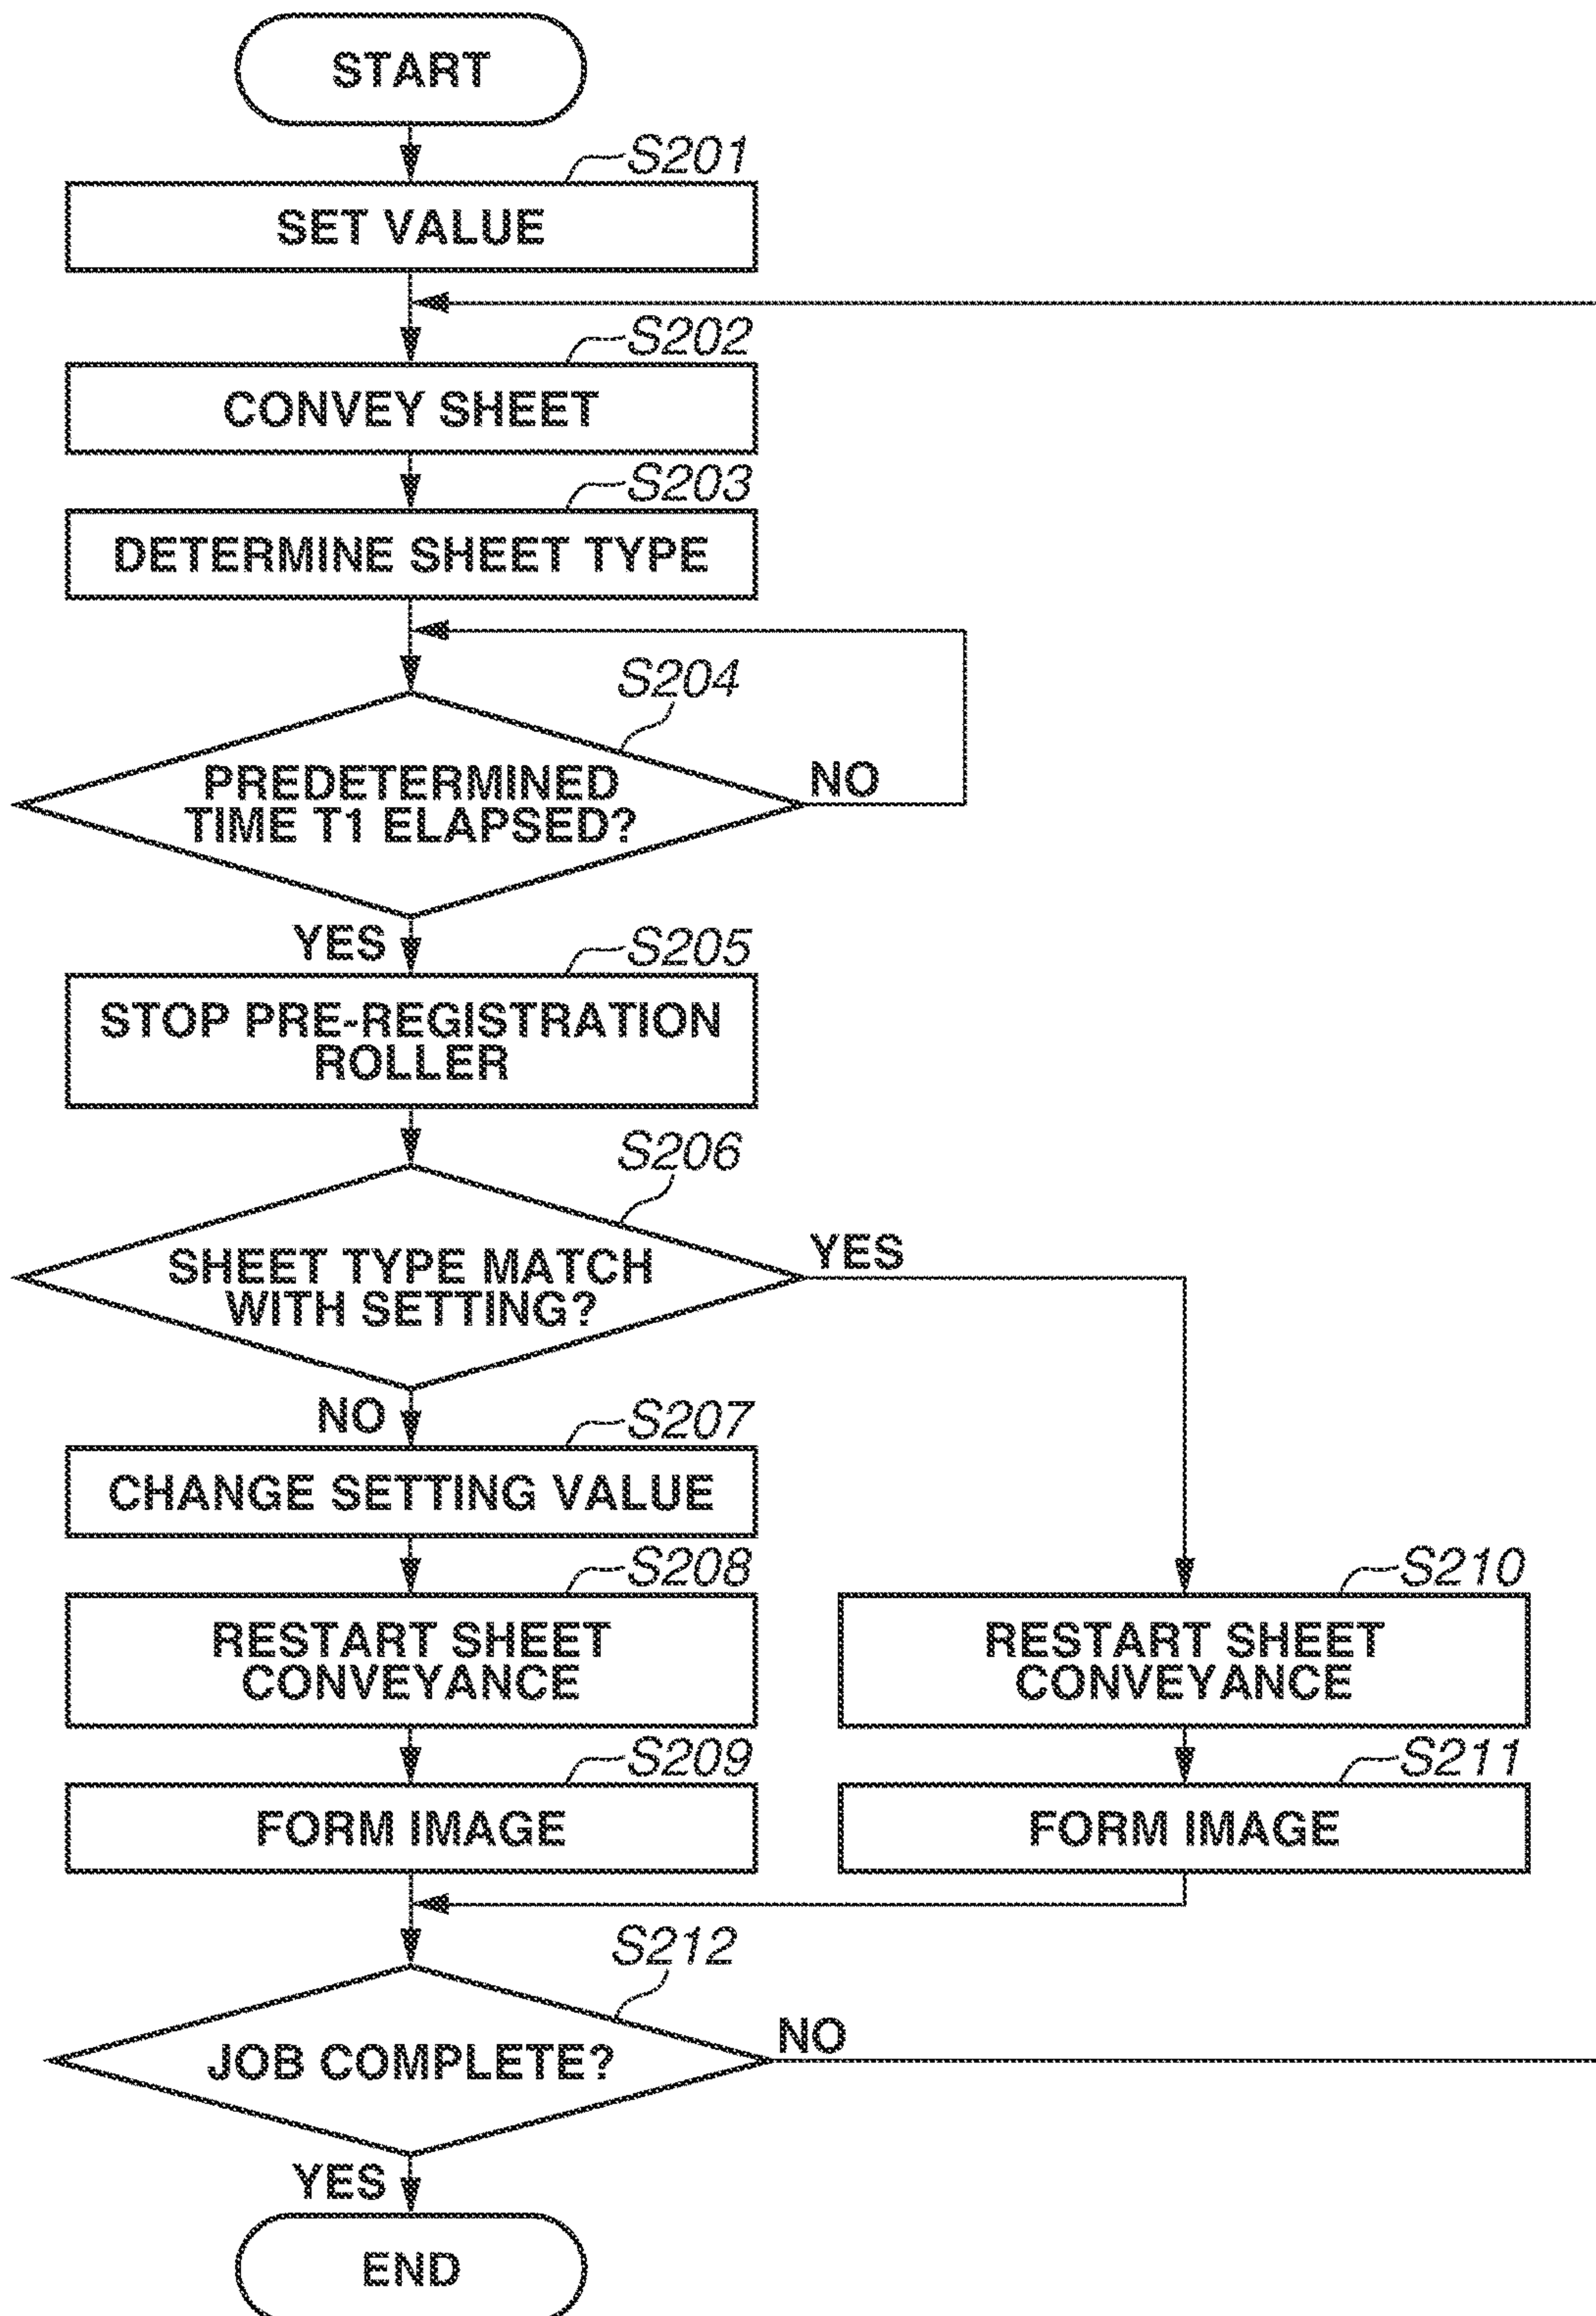 START
S201
SET VALUE
S202
CONVEY SHEET
S203
DETERMINE SHEET TYPE
S204
PREDETERMINED
TIME T1 ELAPSED?
NO
YES
S205
STOP PRE-REGISTRATION
ROLLER
S206
SHEET TYPE MATCH
WITH SETTING?
YES
NO
S207
CHANGE SETTING VALUE
S208
RESTART SHEET
CONVEYANCE
S210
RESTART SHEET
CONVEYANCE
S209
FORM IMAGE
S211
FORM IMAGE
S212
JOB COMPLETE?
NO
YES
END